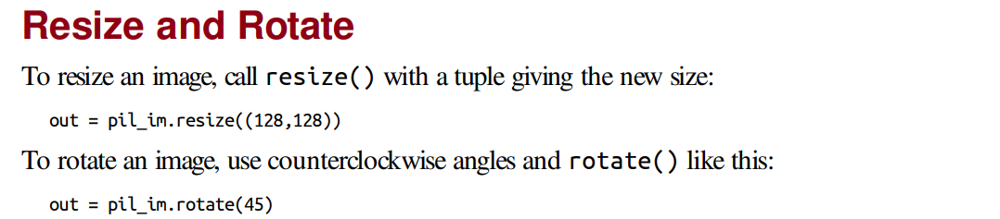 Resize and Rotate
To resize an image, call resize() with a tuple giving the new size:
out = pil_im.resize((128,128))
To rotate an image, use counterclockwise angles and rotate() like this:
out = pil_im.rotate(45)